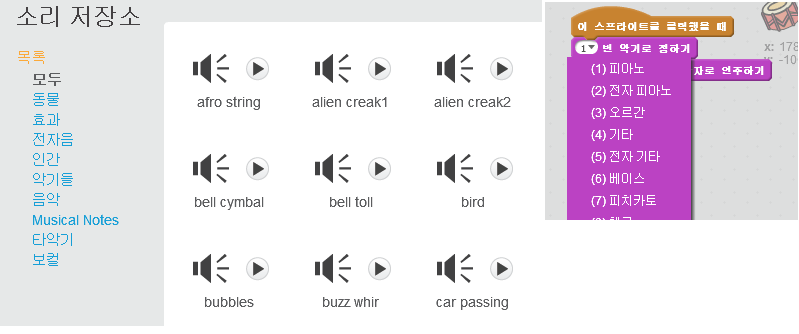 소리 저장소
목록
모두
동물
효과
전자음
인간
악기들
음악
Musical Notes
타악기
보컬
afro string
alien creak1
alien creak2
bell cymbal
bell toll
bird
bubbles
buzz whir
car passing
이 스프라이트를 클릭했을 때
1 번 악기로 정하기
자로 연주하기
(1) 피아노
(2) 전자 피아노
(3) 오르간
(4) 기타
(5) 전자 기타
(6) 베이스
(7) 피치카토
x: 178
y: -10